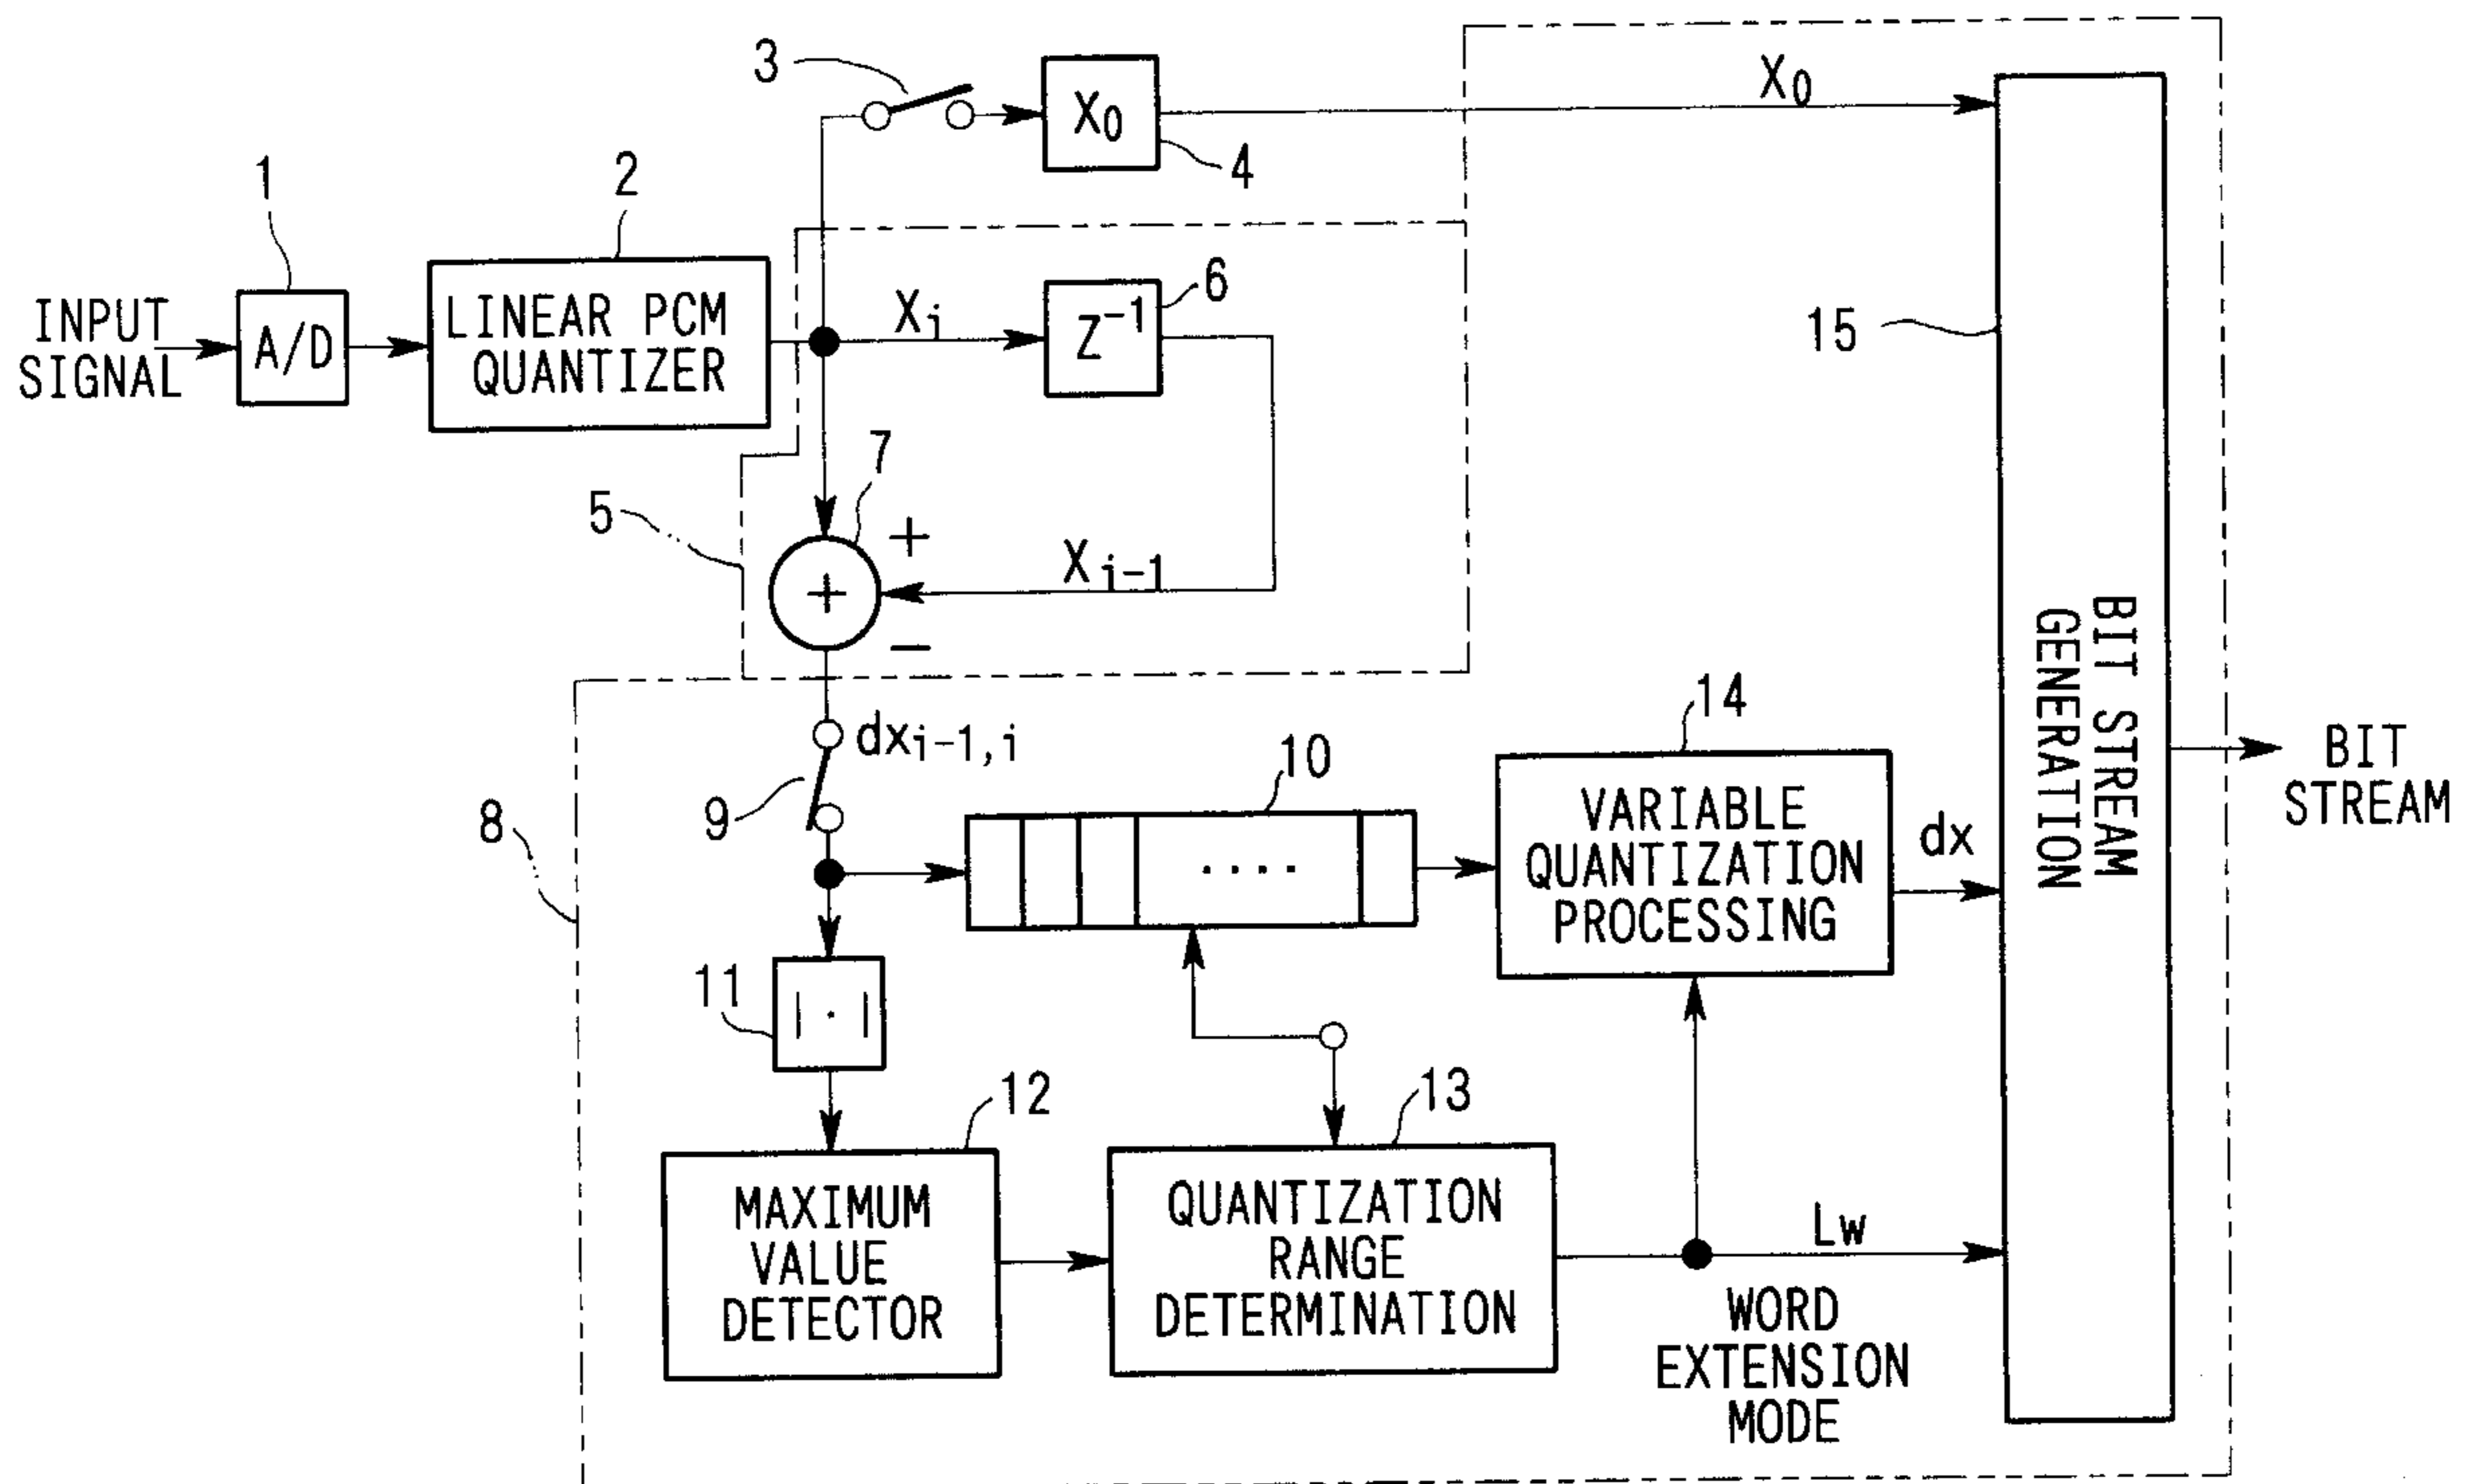 3
X0
4
X0
1
2
INPUT
SIGNAL
A/D
LINEAR PCM
QUANTIZER
Xi
Z-1
6
15
5
7
+
+
−
Xi-1
BIT STREAM
GENERATION
BIT
STREAM
8
9
dxi-1,i
10
....
14
VARIABLE
QUANTIZATION
PROCESSING
dx
11
| · |
12
MAXIMUM
VALUE
DETECTOR
13
QUANTIZATION
RANGE
DETERMINATION
Lw
WORD
EXTENSION
MODE